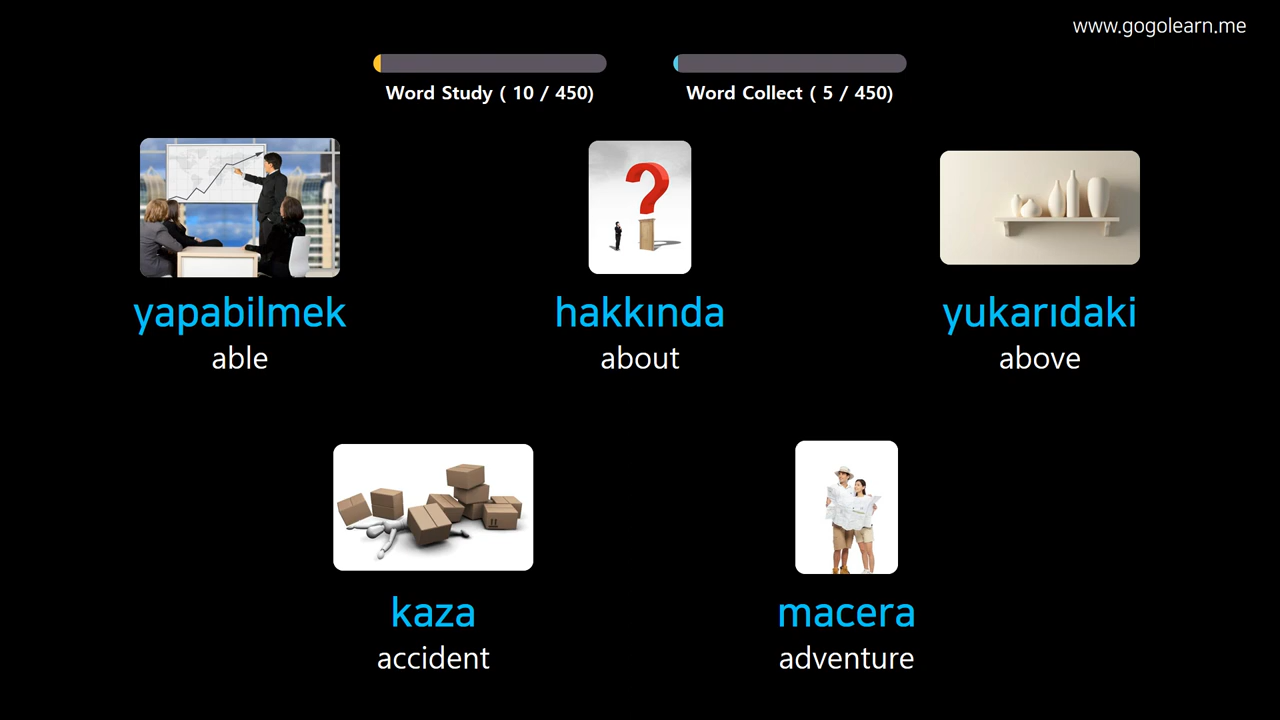 www.gogolearn.me
Word Study ( 10 / 450)
Word Collect ( 5 / 450)
yapabilmek
able
hakkında
about
yukarıdaki
above
kaza
accident
macera
adventure